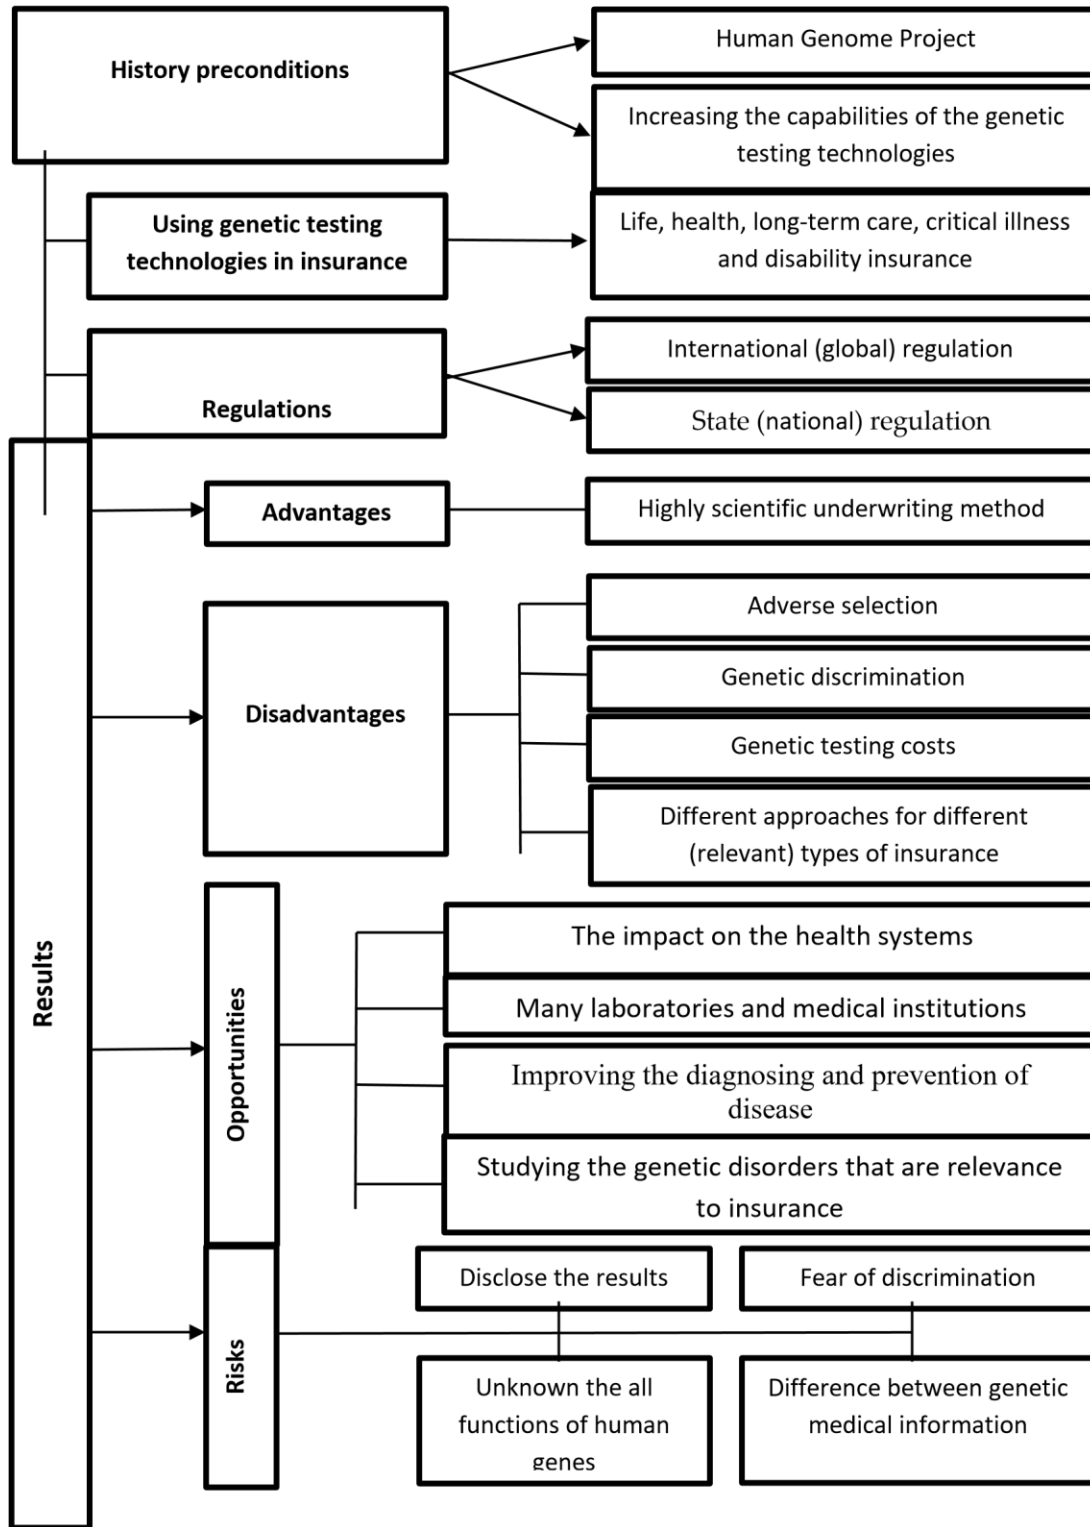 History preconditions
Human Genome Project
Increasing the capabilities of the genetic
testing technologies
Using genetic testing
technologies in insurance
Life, health, long-term care, critical illness
and disability insurance
Regulations
International (global) regulation
State (national) regulation
Results
Advantages
Highly scientific underwriting method
Disadvantages
Adverse selection
Genetic discrimination
Genetic testing costs
Different approaches for different
(relevant) types of insurance
Opportunities
The impact on the health systems
Many laboratories and medical institutions
Improving the diagnosing and prevention of
disease
Studying the genetic disorders that are relevance
to insurance
Risks
Disclose the results
Fear of discrimination
Unknown the all
functions of human
genes
Difference between genetic
medical information